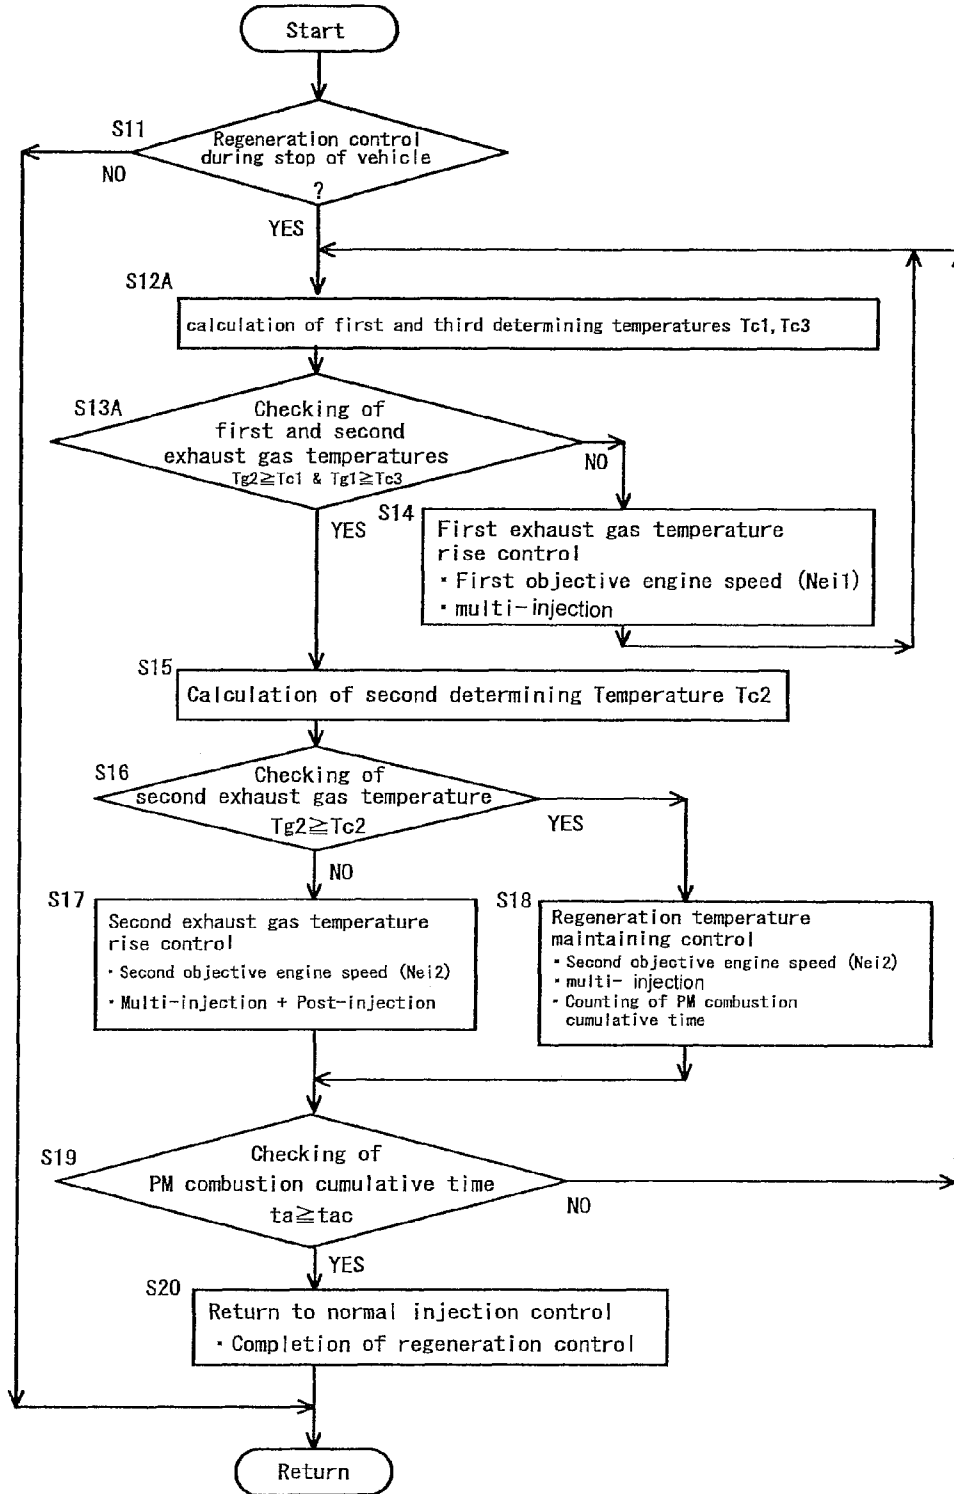 Start
S11
Regeneration control
during stop of vehicle
?
NO
YES
S12A
calculation of first and third determining temperatures Tc1,Tc3
S13A
Checking of
first and second
exhaust gas temperatures
Tg2≧Tc1 & Tg1≧Tc3
NO
YES
S14
First exhaust gas temperature
rise control
・First objective engine speed (Nei1)
・multi-injection
S15
Calculation of second determining Temperature Tc2
S16
Checking of
second exhaust gas temperature
Tg2≧Tc2
YES
NO
S17
Second exhaust gas temperature
rise control
・Second objective engine speed (Nei2)
・Multi-injection + Post-injection
S18
Regeneration temperature
maintaining control
・Second objective engine speed (Nei2)
・multi- injection
・Counting of PM combustion
cumulative time
S19
Checking of
PM combustion cumulative time
ta≧tac
NO
YES
S20
Return to normal injection control
・Completion of regeneration control
Return